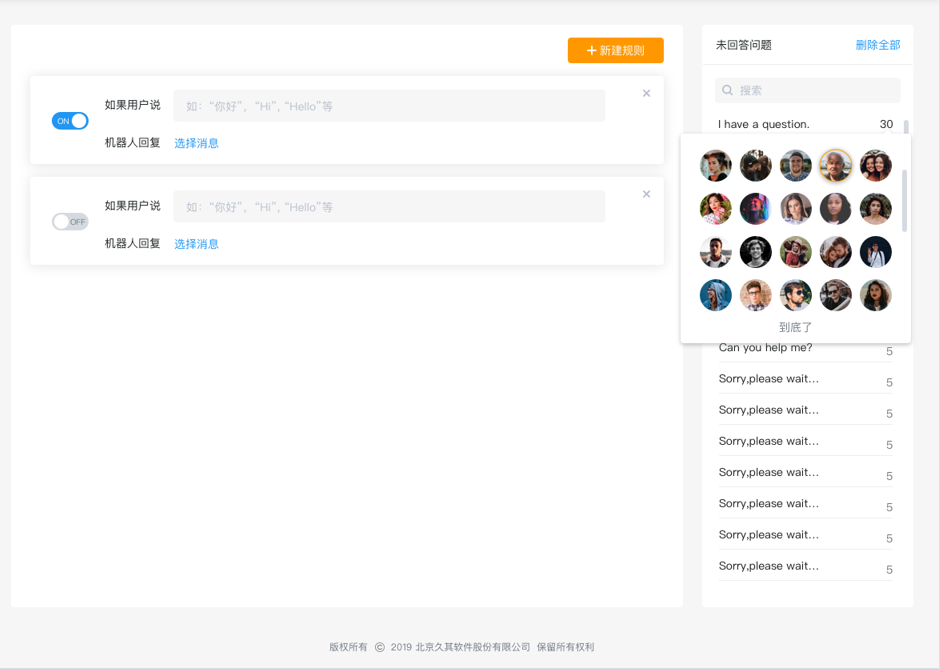 + 新建规则
ON
如果用户说
如：“你好”，“Hi”, “Hello”等
×
机器人回复
选择消息
OFF
如果用户说
如：“你好”，“Hi”, “Hello”等
×
机器人回复
选择消息
未回答问题 删除全部
搜索
I have a question. 30
到底了
Can you help me? 5
Sorry,please wait... 5
Sorry,please wait... 5
Sorry,please wait... 5
Sorry,please wait... 5
Sorry,please wait... 5
Sorry,please wait... 5
Sorry,please wait... 5
版权所有 © 2019 北京久其软件股份有限公司 保留所有权利